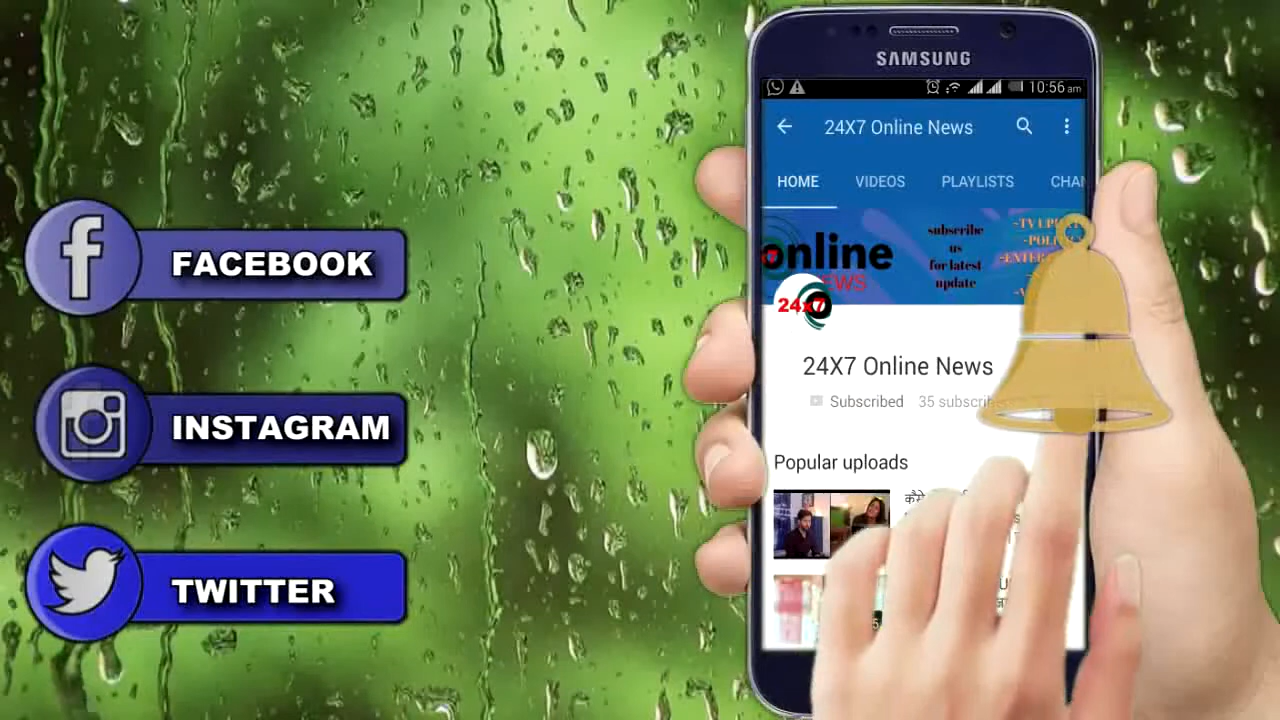 FACEBOOK
INSTAGRAM
TWITTER
SAMSUNG
10:56 am
24X7 Online News
HOME VIDEOS PLAYLISTS
online
NEWS
subscribe
us
for latest
update
24x7
24X7 Online News
Subscribed 35
Popular uploads
कैसे